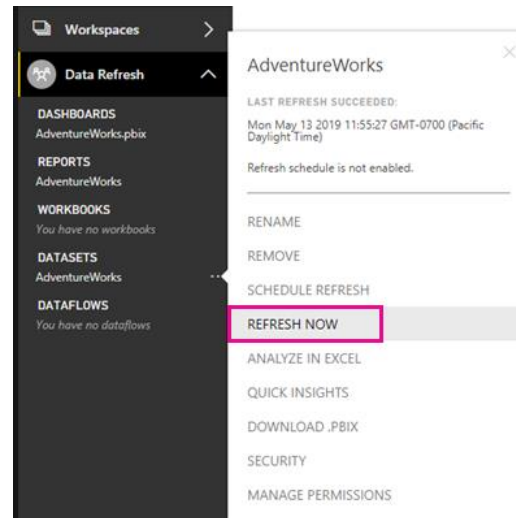 Workspaces
Data Refresh
DASHBOARDS
AdventureWorks.pbix
REPORTS
AdventureWorks
WORKBOOKS
You have no workbooks
DATASETS
AdventureWorks
DATAFLOWS
You have no dataflows
AdventureWorks
LAST REFRESH SUCCEEDED:
Mon May 13 2019 11:55:27 GMT-0700 (Pacific
Daylight Time)
Refresh schedule is not enabled.
RENAME
REMOVE
SCHEDULE REFRESH
REFRESH NOW
ANALYZE IN EXCEL
QUICK INSIGHTS
DOWNLOAD .PBIX
SECURITY
MANAGE PERMISSIONS